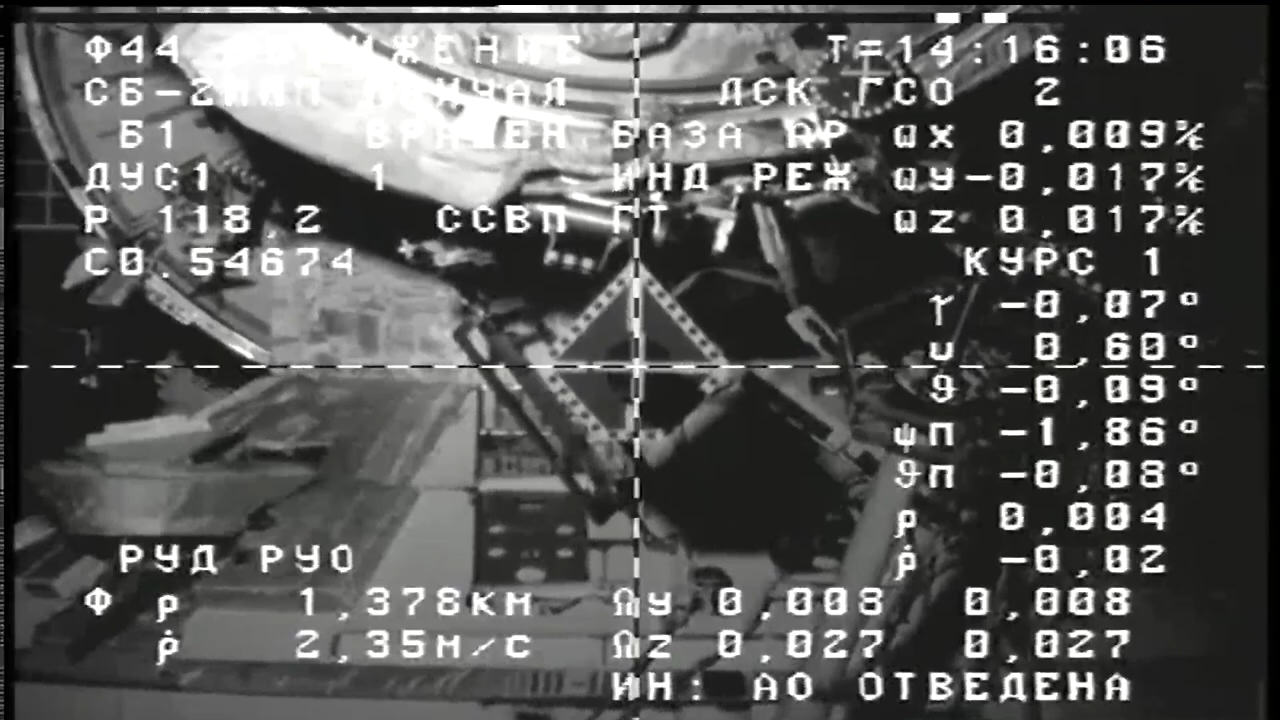 Ф44 Т=14:16:06
СБ-2 ПРИЧАЛ ЛСК ГСО 2
Б1 ВРАЩЕН БАЗА АР ωx 0,009%
ДУС1 1 ИНД РЕЖ ωy-0,017%
Р 118,2 ССВП ГТ ωz 0,017%
С0.54674 КУРС 1
γ -0,07°
0,60°
ϑ -0,09°
ψП -1,86°
ϑП -0,08°
ρ 0,004
ρ̇ -0,02
РУД РУО
Ф ρ 1,378КМ Ωy 0,008 0,008
ρ̇ 2,35М/С Ωz 0,027 0,027
ИН: АО ОТВЕДЕНА